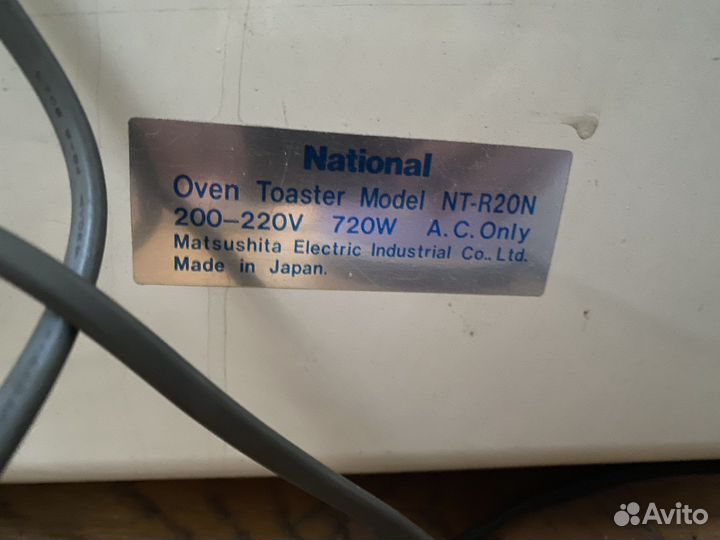 National
Oven Toaster Model NT-R20N
200-220V 720W A.C. Only
Matsushita Electric Industrial Co., Ltd.
Made in Japan.
Avito